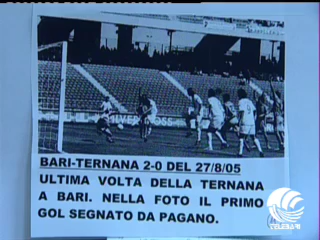 BARI-TERNANA 2-0 DEL 27/8/05
ULTIMA VOLTA DELLA TERNANA
A BARI. NELLA FOTO IL PRIMO
GOL SEGNATO DA PAGANO.
TELEBARI